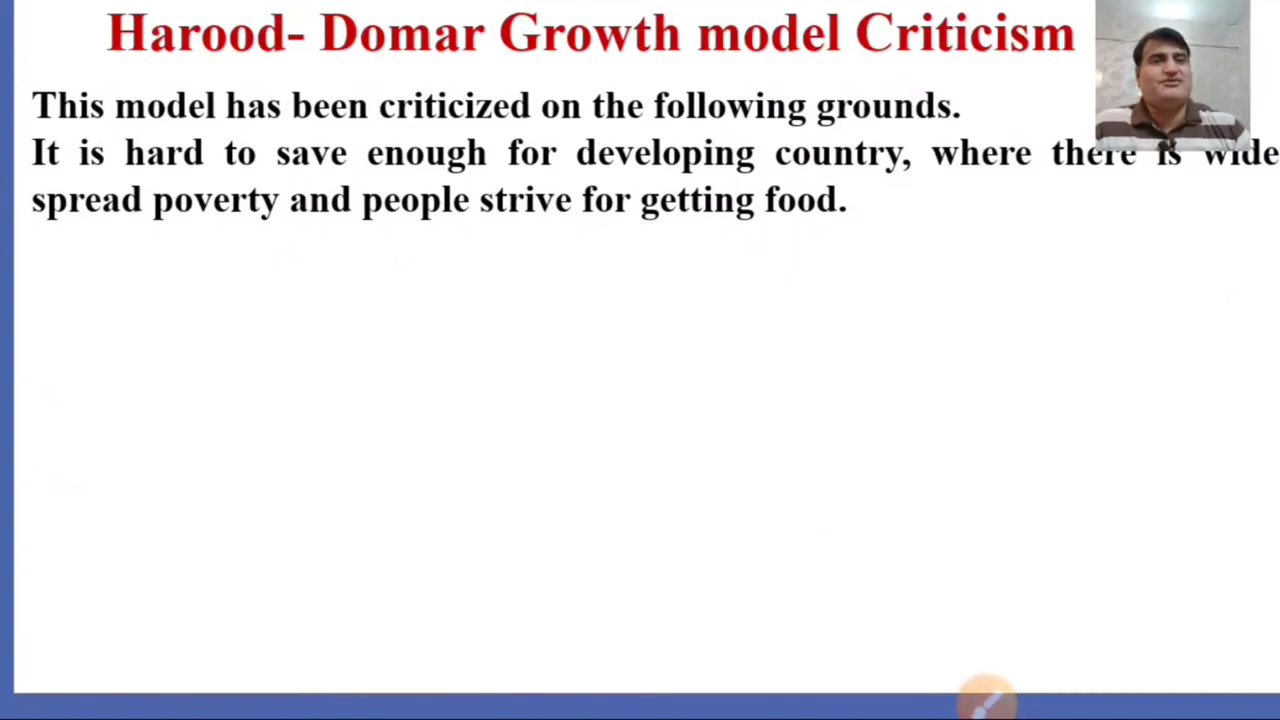 Harood- Domar Growth model Criticism
This model has been criticized on the following grounds.
It is hard to save enough for developing country, where there is wide
spread poverty and people strive for getting food.